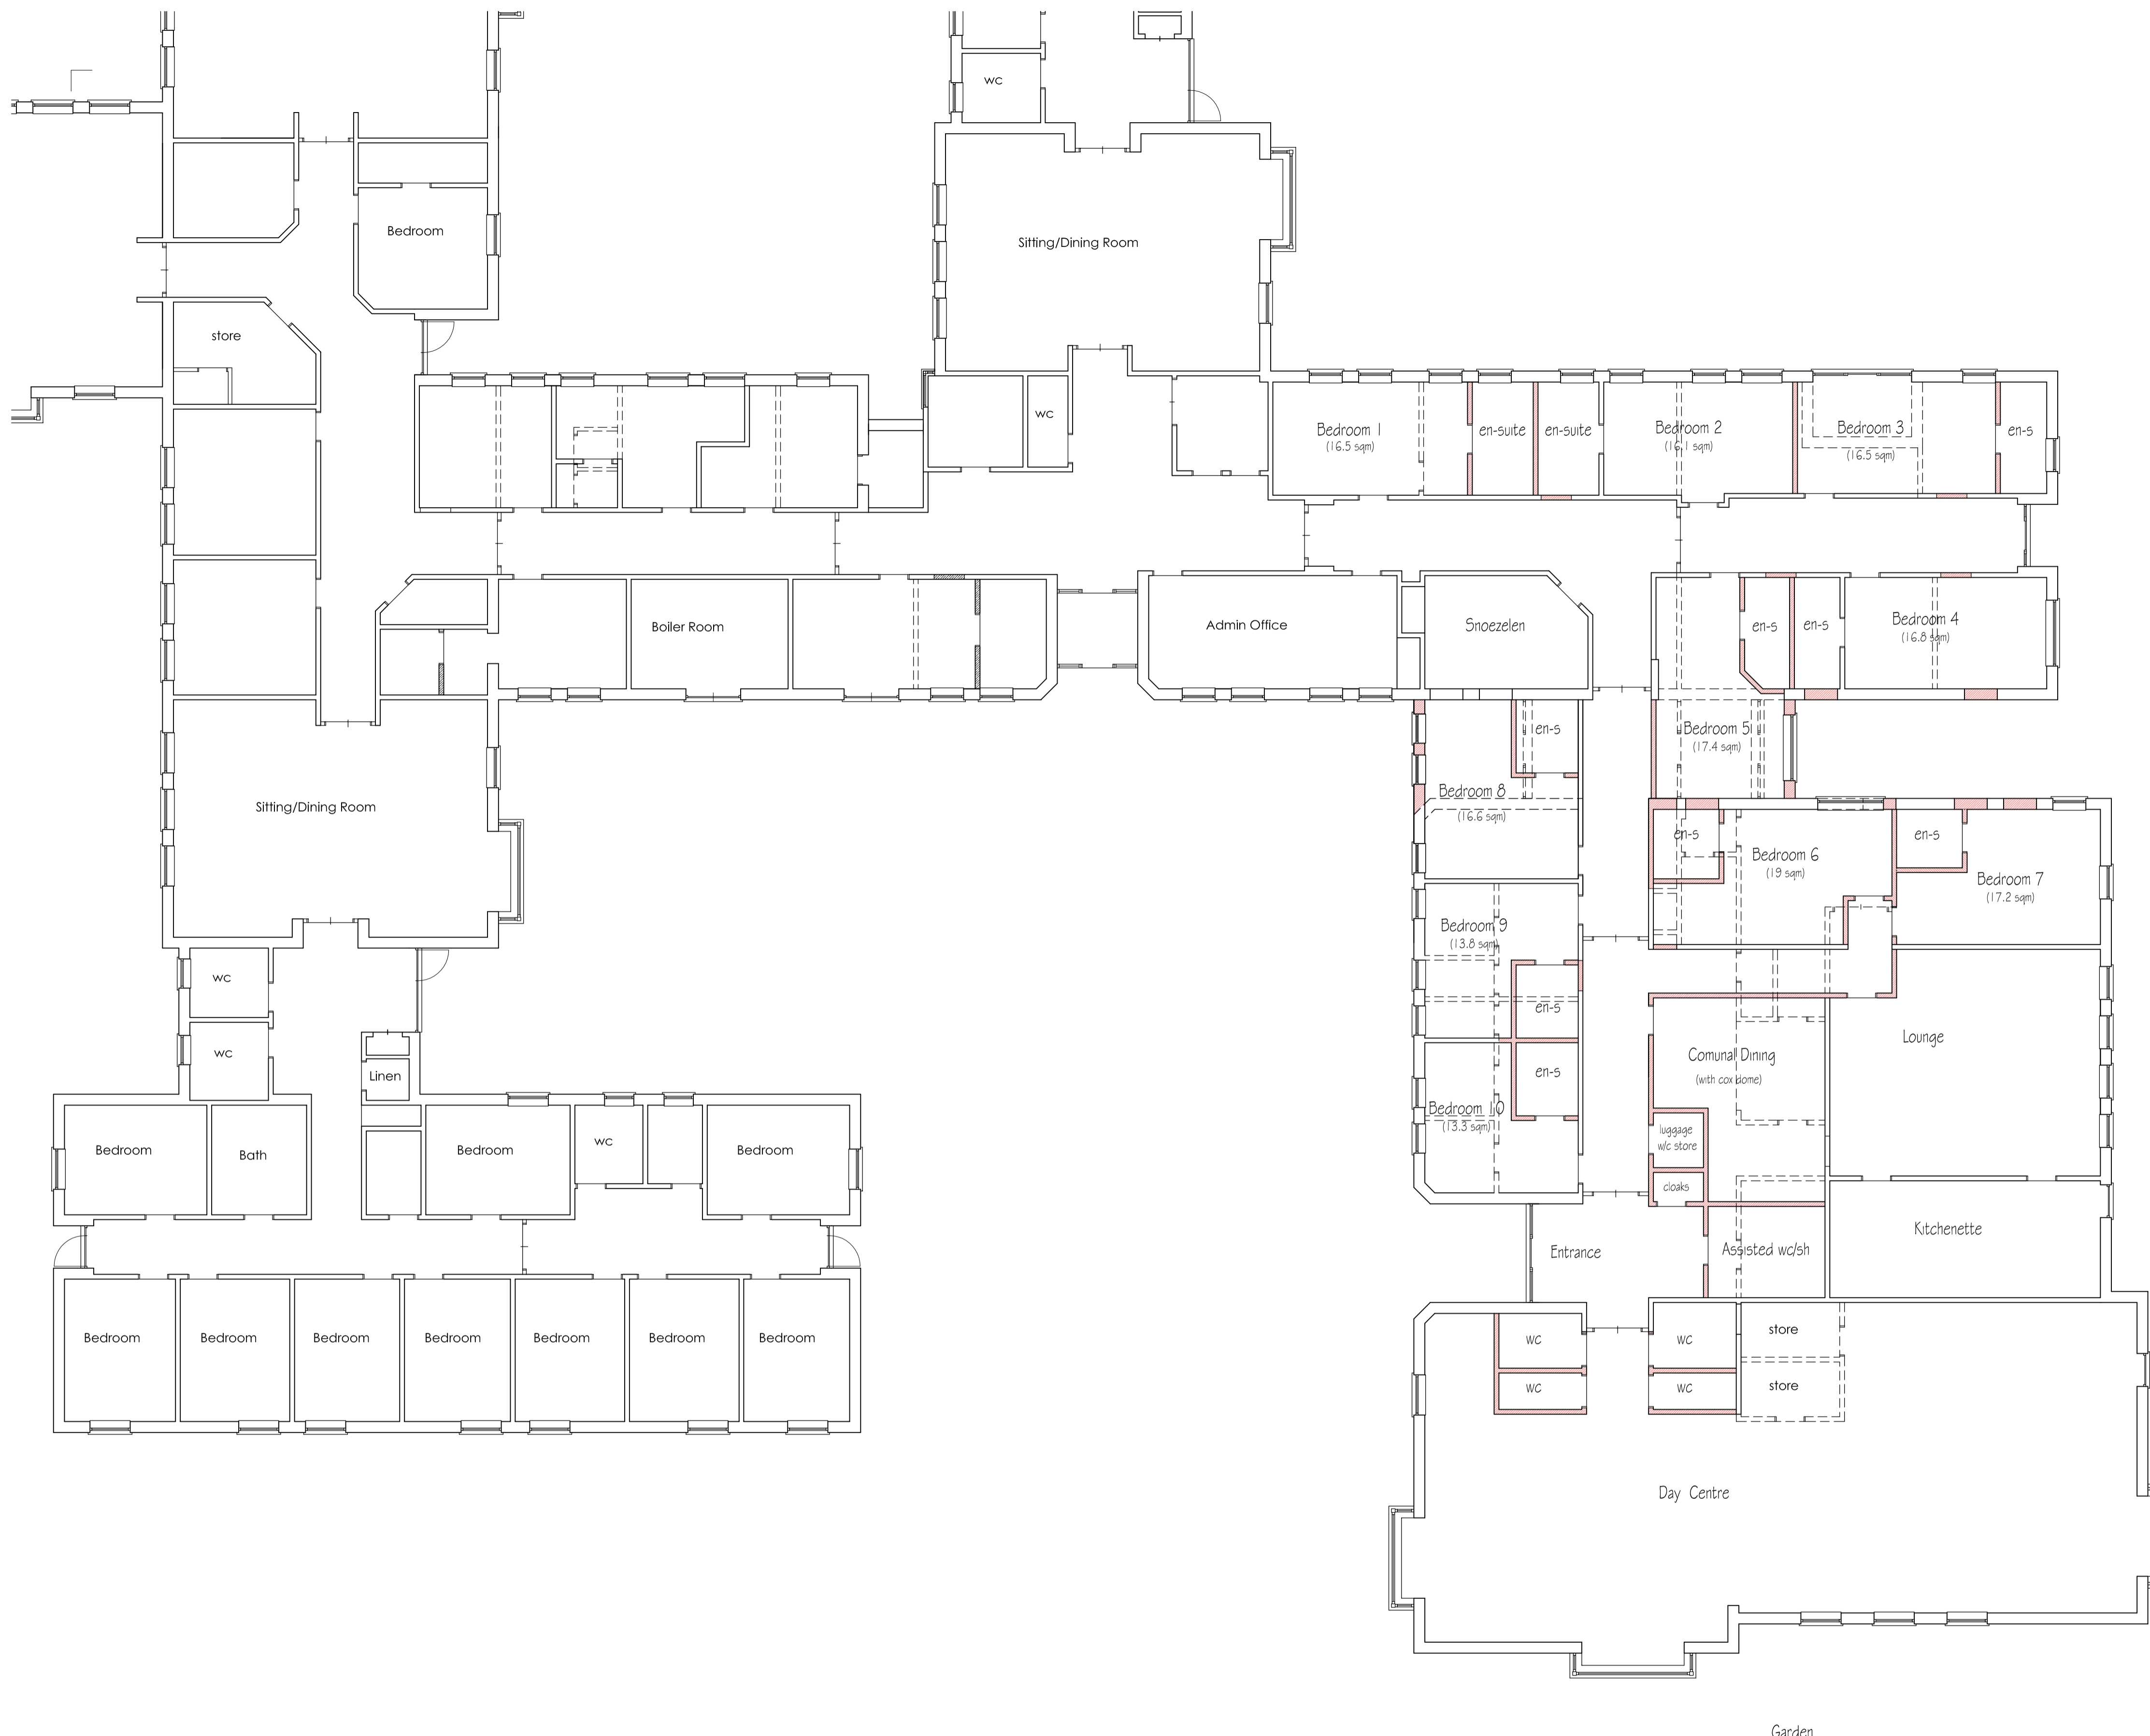 wc
Bedroom
Sitting/Dining Room
store
wc
Bedroom 1
(16.5 sqm)
en-suite
en-suite
Bedroom 2
(16.1 sqm)
Bedroom 3
(16.5 sqm)
en-s
Boiler Room
Admin Office
Snoezelen
en-s
en-s
Bedroom 4
(16.8 sqm)
Bedroom 5
(17.4 sqm)
en-s
Bedroom 8
(16.6 sqm)
Sitting/Dining Room
en-s
Bedroom 6
(19 sqm)
en-s
Bedroom 7
(17.2 sqm)
Bedroom 9
(13.8 sqm)
en-s
wc
wc
Linen
Lounge
Comunal Dining
(with cox dome)
en-s
Bedroom 10
(13.3 sqm)
luggage
w/c store
cloaks
Bedroom
Bath
Bedroom
wc
Bedroom
Entrance
Assisted wc/sh
Kitchenette
Bedroom
Bedroom
Bedroom
Bedroom
Bedroom
Bedroom
Bedroom
wc
wc
store
wc
wc
store
Day Centre
Garden